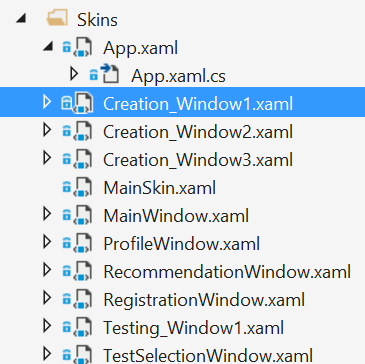 Skins
App.xaml
App.xaml.cs
Creation_Window1.xaml
Creation_Window2.xaml
Creation_Window3.xaml
MainSkin.xaml
MainWindow.xaml
ProfileWindow.xaml
RecommendationWindow.xaml
RegistrationWindow.xaml
Testing_Window1.xaml
TestSelectionWindow.xaml